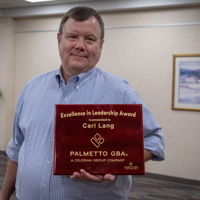 Excellence in Leadership Award
is presented to
Carl Lang
PALMETTO GBA.
A CELERIAN GROUP COMPANY